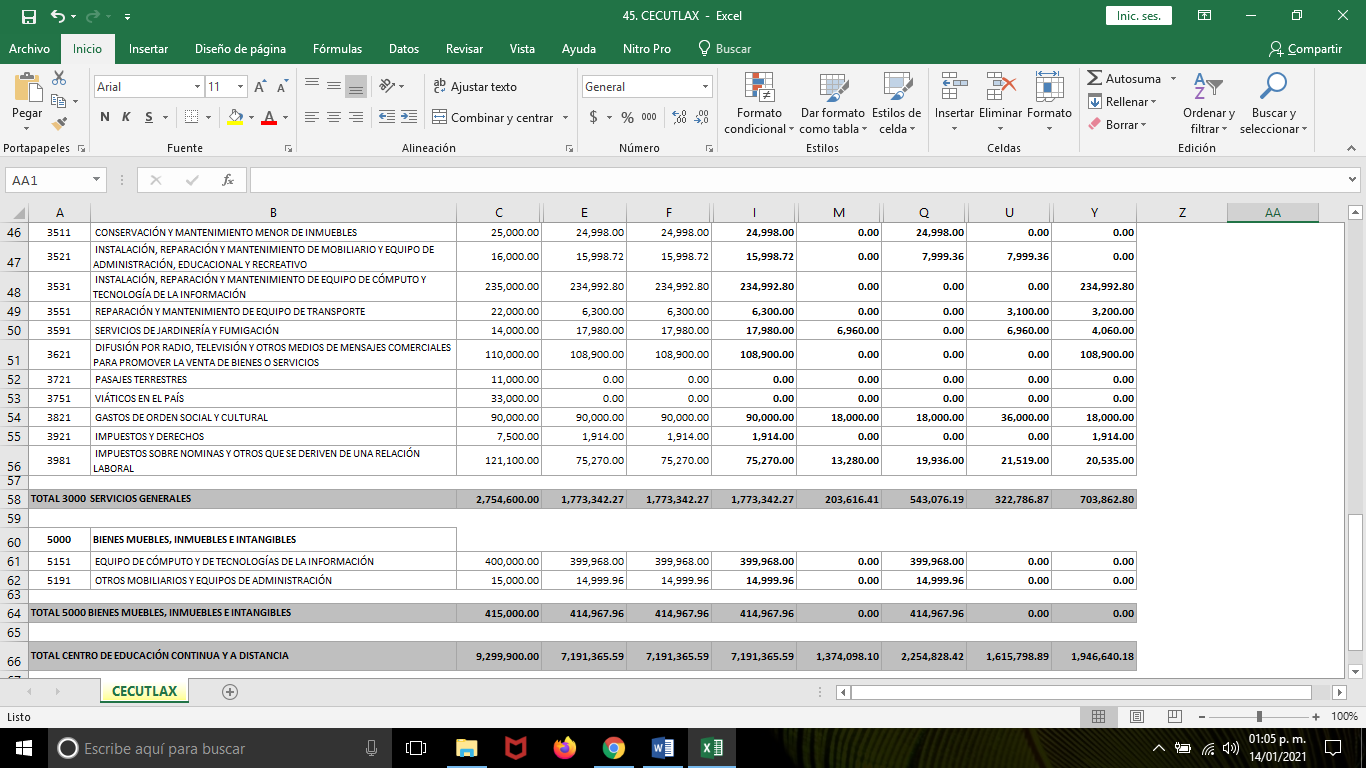 45. CECUTLAX - Excel
Inic. ses.
Archivo Inicio Insertar Diseño de página Fórmulas Datos Revisar Vista Ayuda Nitro Pro Buscar Compartir
Pegar
Portapapeles
Arial 11
N K S
Fuente
ab Ajustar texto
Combinar y centrar
Alineación
General
$ % 000
Número
Formato condicional
Dar formato como tabla
Estilos de celda
Estilos
Insertar Eliminar Formato
Celdas
Autosuma
Rellenar
Borrar
Ordenar y filtrar
Buscar y seleccionar
Edición
AA1 fx
A B C E F I M Q U Y Z AA
46 3511 CONSERVACIÓN Y MANTENIMIENTO MENOR DE INMUEBLES 25,000.00 24,998.00 24,998.00 24,998.00 0.00 24,998.00 0.00 0.00
47 3521 INSTALACIÓN, REPARACIÓN Y MANTENIMIENTO DE MOBILIARIO Y EQUIPO DE
ADMINISTRACIÓN, EDUCACIONAL Y RECREATIVO 16,000.00 15,998.72 15,998.72 15,998.72 0.00 7,999.36 7,999.36 0.00
48 3531 INSTALACIÓN, REPARACIÓN Y MANTENIMIENTO DE EQUIPO DE CÓMPUTO Y
TECNOLOGÍA DE LA INFORMACIÓN 235,000.00 234,992.80 234,992.80 234,992.80 0.00 0.00 0.00 234,992.80
49 3551 REPARACIÓN Y MANTENIMIENTO DE EQUIPO DE TRANSPORTE 22,000.00 6,300.00 6,300.00 6,300.00 0.00 0.00 3,100.00 3,200.00
50 3591 SERVICIOS DE JARDINERÍA Y FUMIGACIÓN 14,000.00 17,980.00 17,980.00 17,980.00 6,960.00 0.00 6,960.00 4,060.00
51 3621 DIFUSIÓN POR RADIO, TELEVISIÓN Y OTROS MEDIOS DE MENSAJES COMERCIALES
PARA PROMOVER LA VENTA DE BIENES O SERVICIOS 110,000.00 108,900.00 108,900.00 108,900.00 0.00 0.00 0.00 108,900.00
52 3721 PASAJES TERRESTRES 11,000.00 0.00 0.00 0.00 0.00 0.00 0.00 0.00
53 3751 VIÁTICOS EN EL PAÍS 33,000.00 0.00 0.00 0.00 0.00 0.00 0.00 0.00
54 3821 GASTOS DE ORDEN SOCIAL Y CULTURAL 90,000.00 90,000.00 90,000.00 90,000.00 18,000.00 18,000.00 36,000.00 18,000.00
55 3921 IMPUESTOS Y DERECHOS 7,500.00 1,914.00 1,914.00 1,914.00 0.00 0.00 0.00 1,914.00
56 3981 IMPUESTOS SOBRE NOMINAS Y OTROS QUE SE DERIVEN DE UNA RELACIÓN
LABORAL 121,100.00 75,270.00 75,270.00 75,270.00 13,280.00 19,936.00 21,519.00 20,535.00
57
58 TOTAL 3000 SERVICIOS GENERALES 2,754,600.00 1,773,342.27 1,773,342.27 1,773,342.27 203,616.41 543,076.19 322,786.87 703,862.80
59
60 5000 BIENES MUEBLES, INMUEBLES E INTANGIBLES
61 5151 EQUIPO DE CÓMPUTO Y DE TECNOLOGÍAS DE LA INFORMACIÓN 400,000.00 399,968.00 399,968.00 399,968.00 0.00 399,968.00 0.00 0.00
62 5191 OTROS MOBILIARIOS Y EQUIPOS DE ADMINISTRACIÓN 15,000.00 14,999.96 14,999.96 14,999.96 0.00 14,999.96 0.00 0.00
63
64 TOTAL 5000 BIENES MUEBLES, INMUEBLES E INTANGIBLES 415,000.00 414,967.96 414,967.96 414,967.96 0.00 414,967.96 0.00 0.00
65
66 TOTAL CENTRO DE EDUCACIÓN CONTINUA Y A DISTANCIA 9,299,900.00 7,191,365.59 7,191,365.59 7,191,365.59 1,374,098.10 2,254,828.42 1,615,798.89 1,946,640.18
CECUTLAX
Listo 100%
Escribe aquí para buscar
01:05 p. m.
14/01/2021